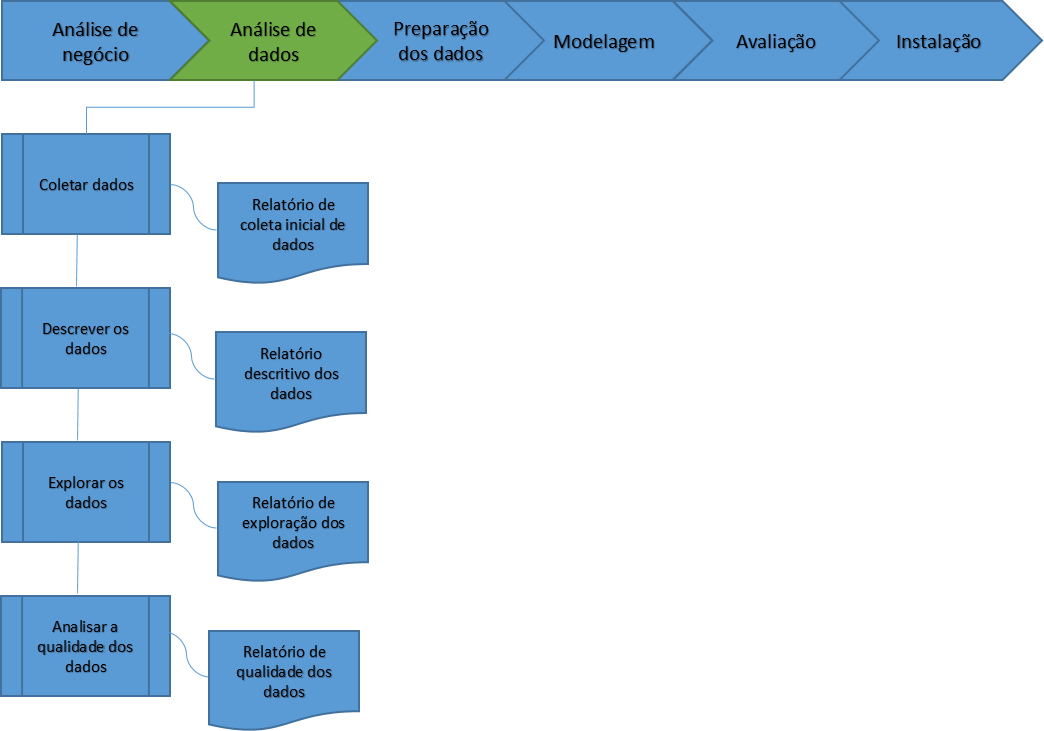 Análise de
negócio
Análise de
dados
Preparação
dos dados
Modelagem
Avaliação
Instalação
Coletar dados
Relatório de
coleta inicial de
dados
Descrever os
dados
Relatório
descritivo dos
dados
Explorar os
dados
Relatório de
exploração dos
dados
Analisar a
qualidade dos
dados
Relatório de
qualidade dos
dados